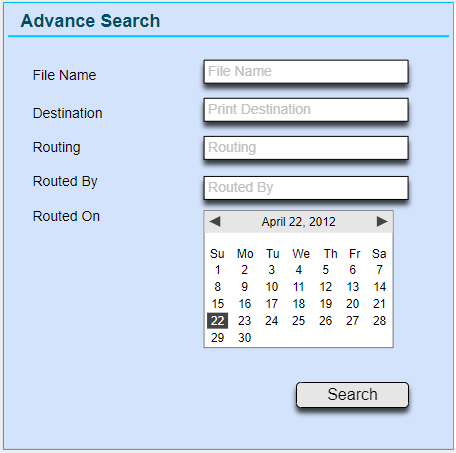 Advance Search
File Name File Name
Destination Print Destination
Routing Routing
Routed By Routed By
Routed On
April 22, 2012
Su Mo Tu We Th Fr Sa
1 2 3 4 5 6 7
8 9 10 11 12 13 14
15 16 17 18 19 20 21
22 23 24 25 26 27 28
29 30
Search